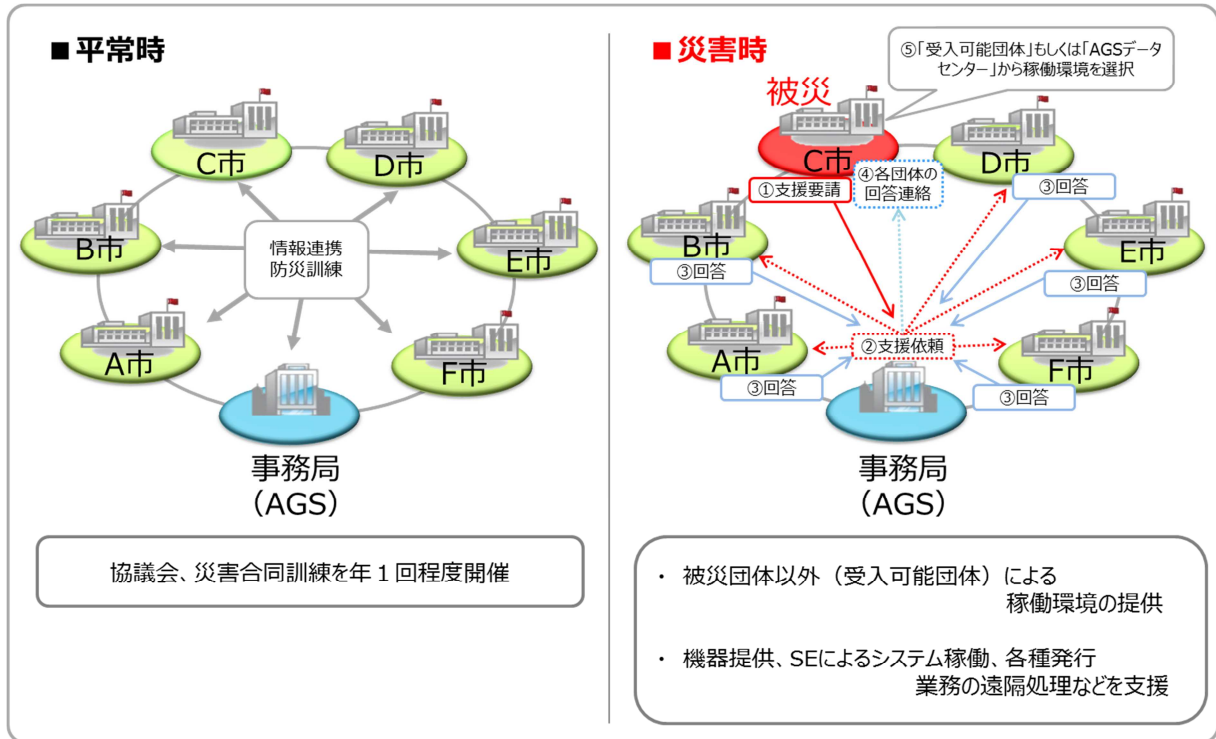 ■平常時
C市
D市
B市
情報連携
防災訓練
E市
A市
F市
事務局
（AGS）
協議会、災害合同訓練を年１回程度開催
■災害時
⑤「受入可能団体」もしくは「AGSデータ
センター」から稼働環境を選択
被災
C市
D市
①支援要請
④各団体の
回答連絡
③回答
B市
E市
③回答
③回答
②支援依頼
A市
F市
③回答
③回答
事務局
（AGS）
・ 被災団体以外（受入可能団体）による
稼働環境の提供
・ 機器提供、SEによるシステム稼働、各種発行
業務の遠隔処理などを支援